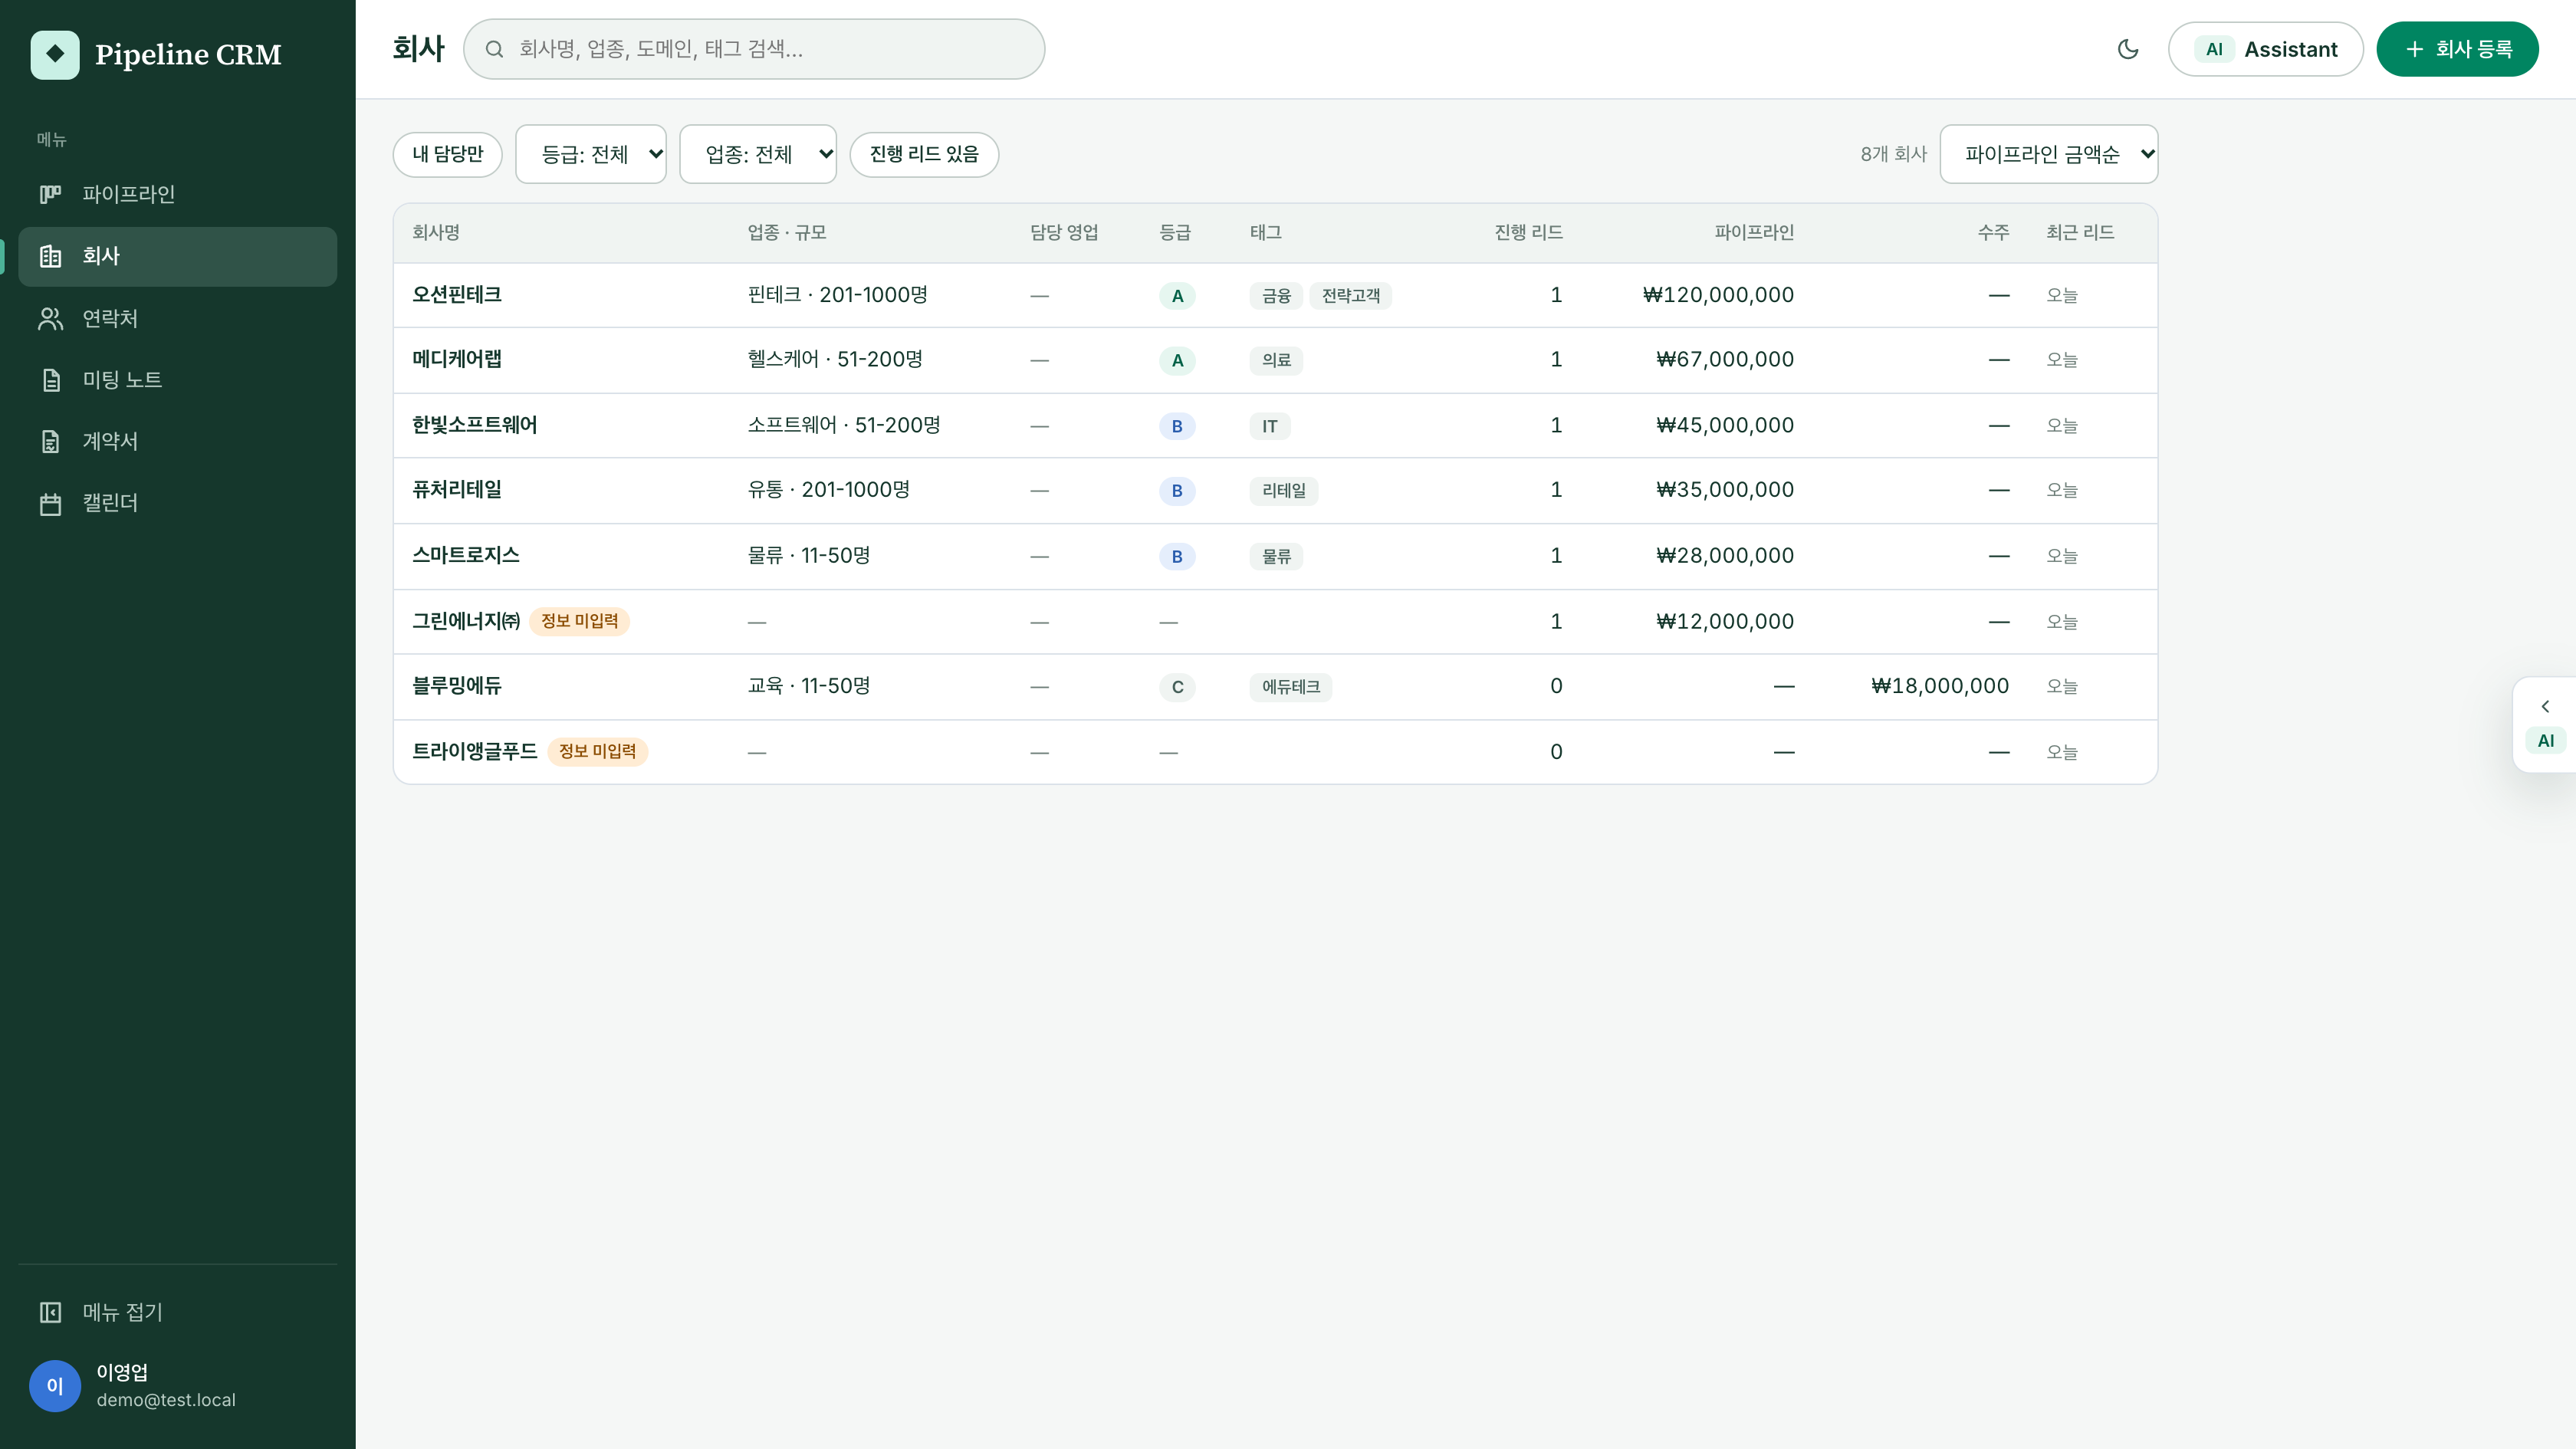 Pipeline CRM
메뉴
파이프라인
회사
연락처
미팅 노트
계약서
캘린더
메뉴 접기
이
이영업
demo@test.local
회사
회사명, 업종, 도메인, 태그 검색...
AI Assistant
회사 등록
내 담당만
등급: 전체
업종: 전체
진행 리드 있음
8개 회사
파이프라인 금액순
회사명 업종 · 규모 담당 영업 등급 태그 진행 리드 파이프라인 수주 최근 리드
오션핀테크 핀테크 · 201-1000명 — A 금융 전략고객 1 ₩120,000,000 — 오늘
메디케어랩 헬스케어 · 51-200명 — A 의료 1 ₩67,000,000 — 오늘
한빛소프트웨어 소프트웨어 · 51-200명 — B IT 1 ₩45,000,000 — 오늘
퓨처리테일 유통 · 201-1000명 — B 리테일 1 ₩35,000,000 — 오늘
스마트로지스 물류 · 11-50명 — B 물류 1 ₩28,000,000 — 오늘
그린에너지㈜ 정보 미입력 — — — 1 ₩12,000,000 — 오늘
블루밍에듀 교육 · 11-50명 — C 에듀테크 0 — ₩18,000,000 오늘
트라이앵글푸드 정보 미입력 — — — 0 — — 오늘
AI